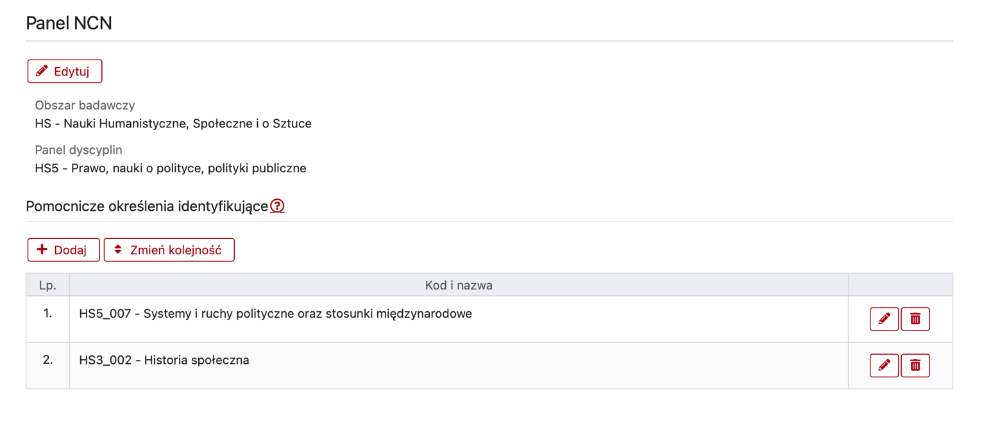 Panel NCN
Edytuj
Obszar badawczy
HS - Nauki Humanistyczne, Społeczne i o Sztuce
Panel dyscyplin
HS5 - Prawo, nauki o polityce, polityki publiczne
Pomocnicze określenia identyfikujące?
Dodaj Zmień kolejność
Lp. Kod i nazwa
1. HS5_007 - Systemy i ruchy polityczne oraz stosunki międzynarodowe
2. HS3_002 - Historia społeczna